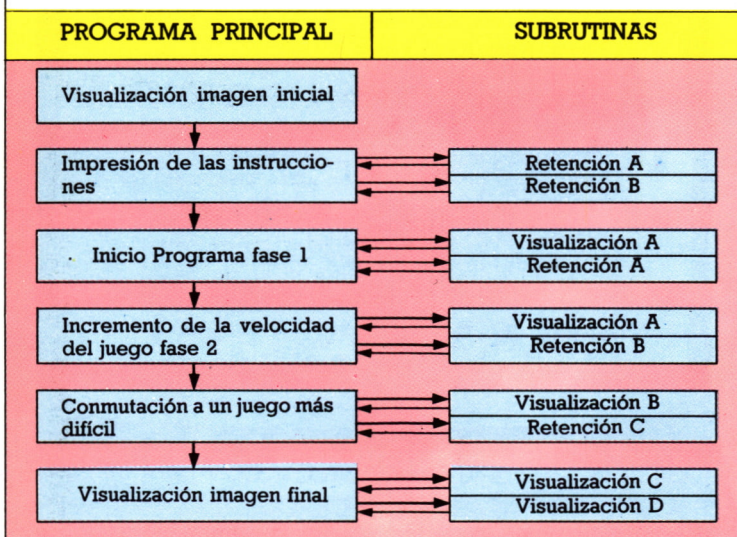 PROGRAMA PRINCIPAL
SUBRUTINAS
Visualización imagen inicial
Impresión de las instruccio-
nes
Retención A
Retención B
Inicio Programa fase 1
Visualización A
Retención A
Incremento de la velocidad
del juego fase 2
Visualización A
Retención B
Conmutación a un juego más
difícil
Visualización B
Retención C
Visualización imagen final
Visualización C
Visualización D